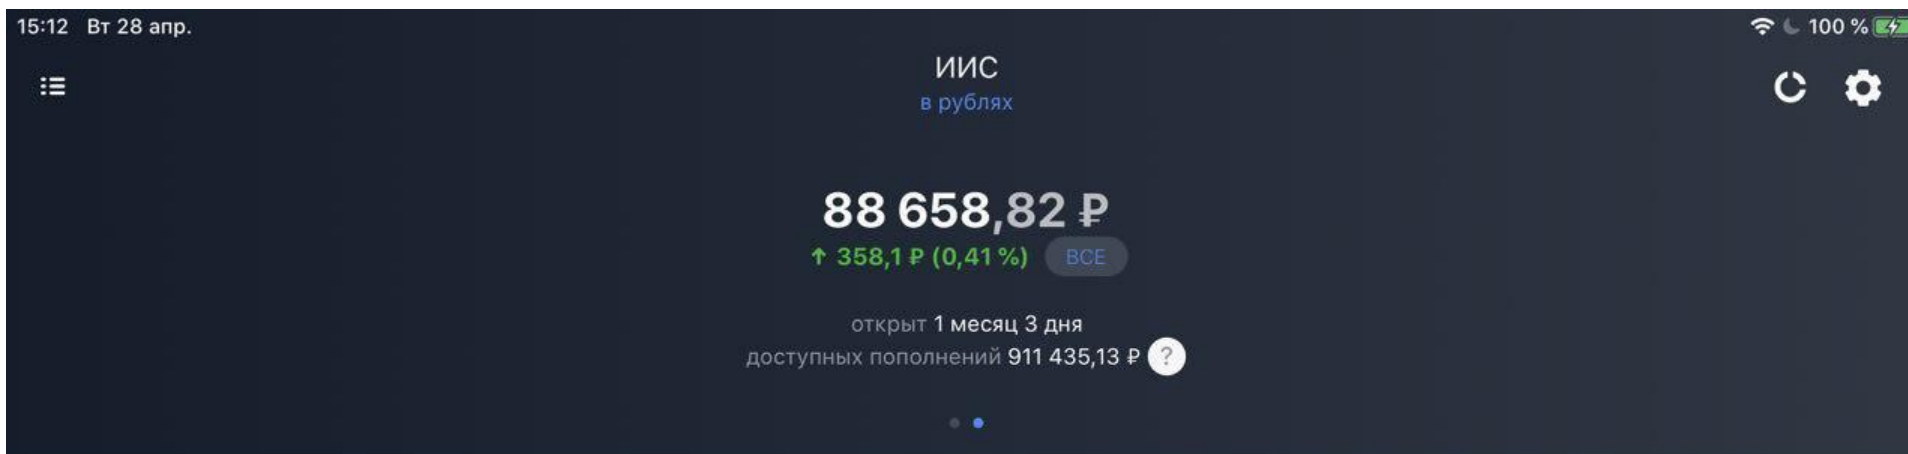 15:12 Вт 28 апр.
100 %
ИИС
в рублях
88 658,82 ₽
↑ 358,1 ₽ (0,41 %) ВСЕ
открыт 1 месяц 3 дня
доступных пополнений 911 435,13 ₽ ?